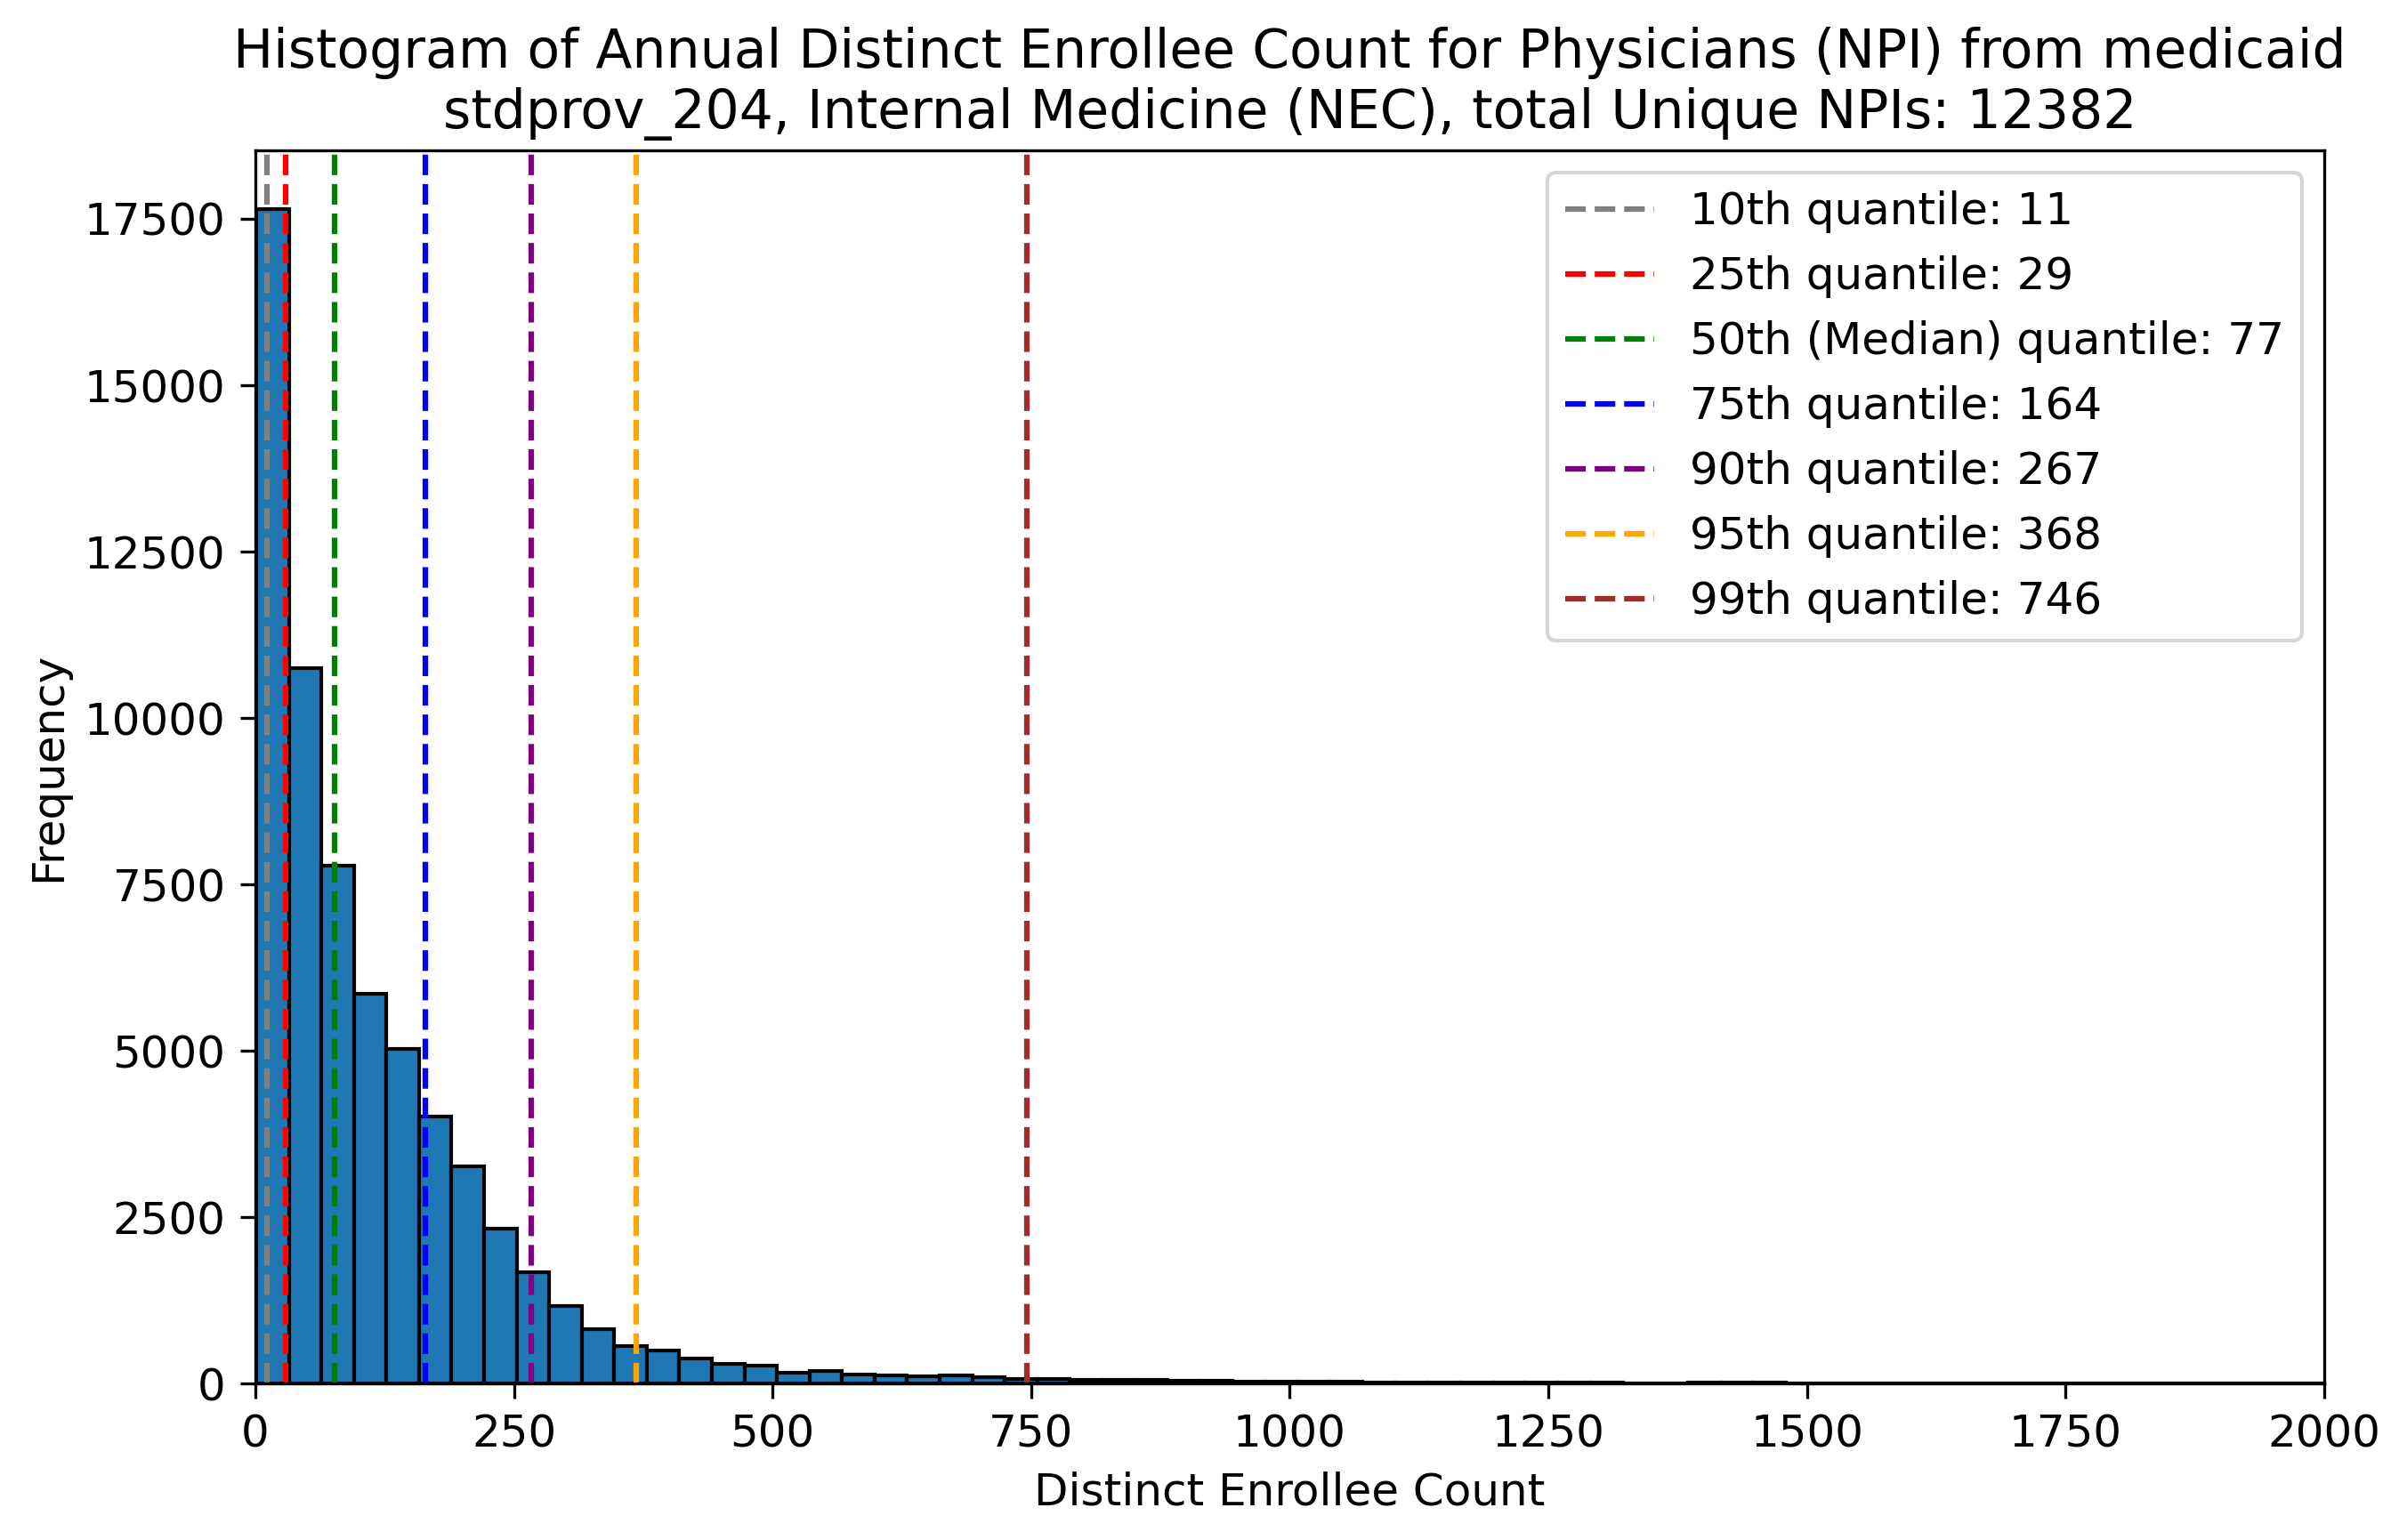 Histogram of Annual Distinct Enrollee Count for Physicians (NPI) from medicaid
stdprov_204, Internal Medicine (NEC), total Unique NPIs: 12382
10th quantile: 11
25th quantile: 29
50th (Median) quantile: 77
75th quantile: 164
90th quantile: 267
95th quantile: 368
99th quantile: 746
Frequency
17500
15000
12500
10000
7500
5000
2500
0
0 250 500 750 1000 1250 1500 1750 2000
Distinct Enrollee Count